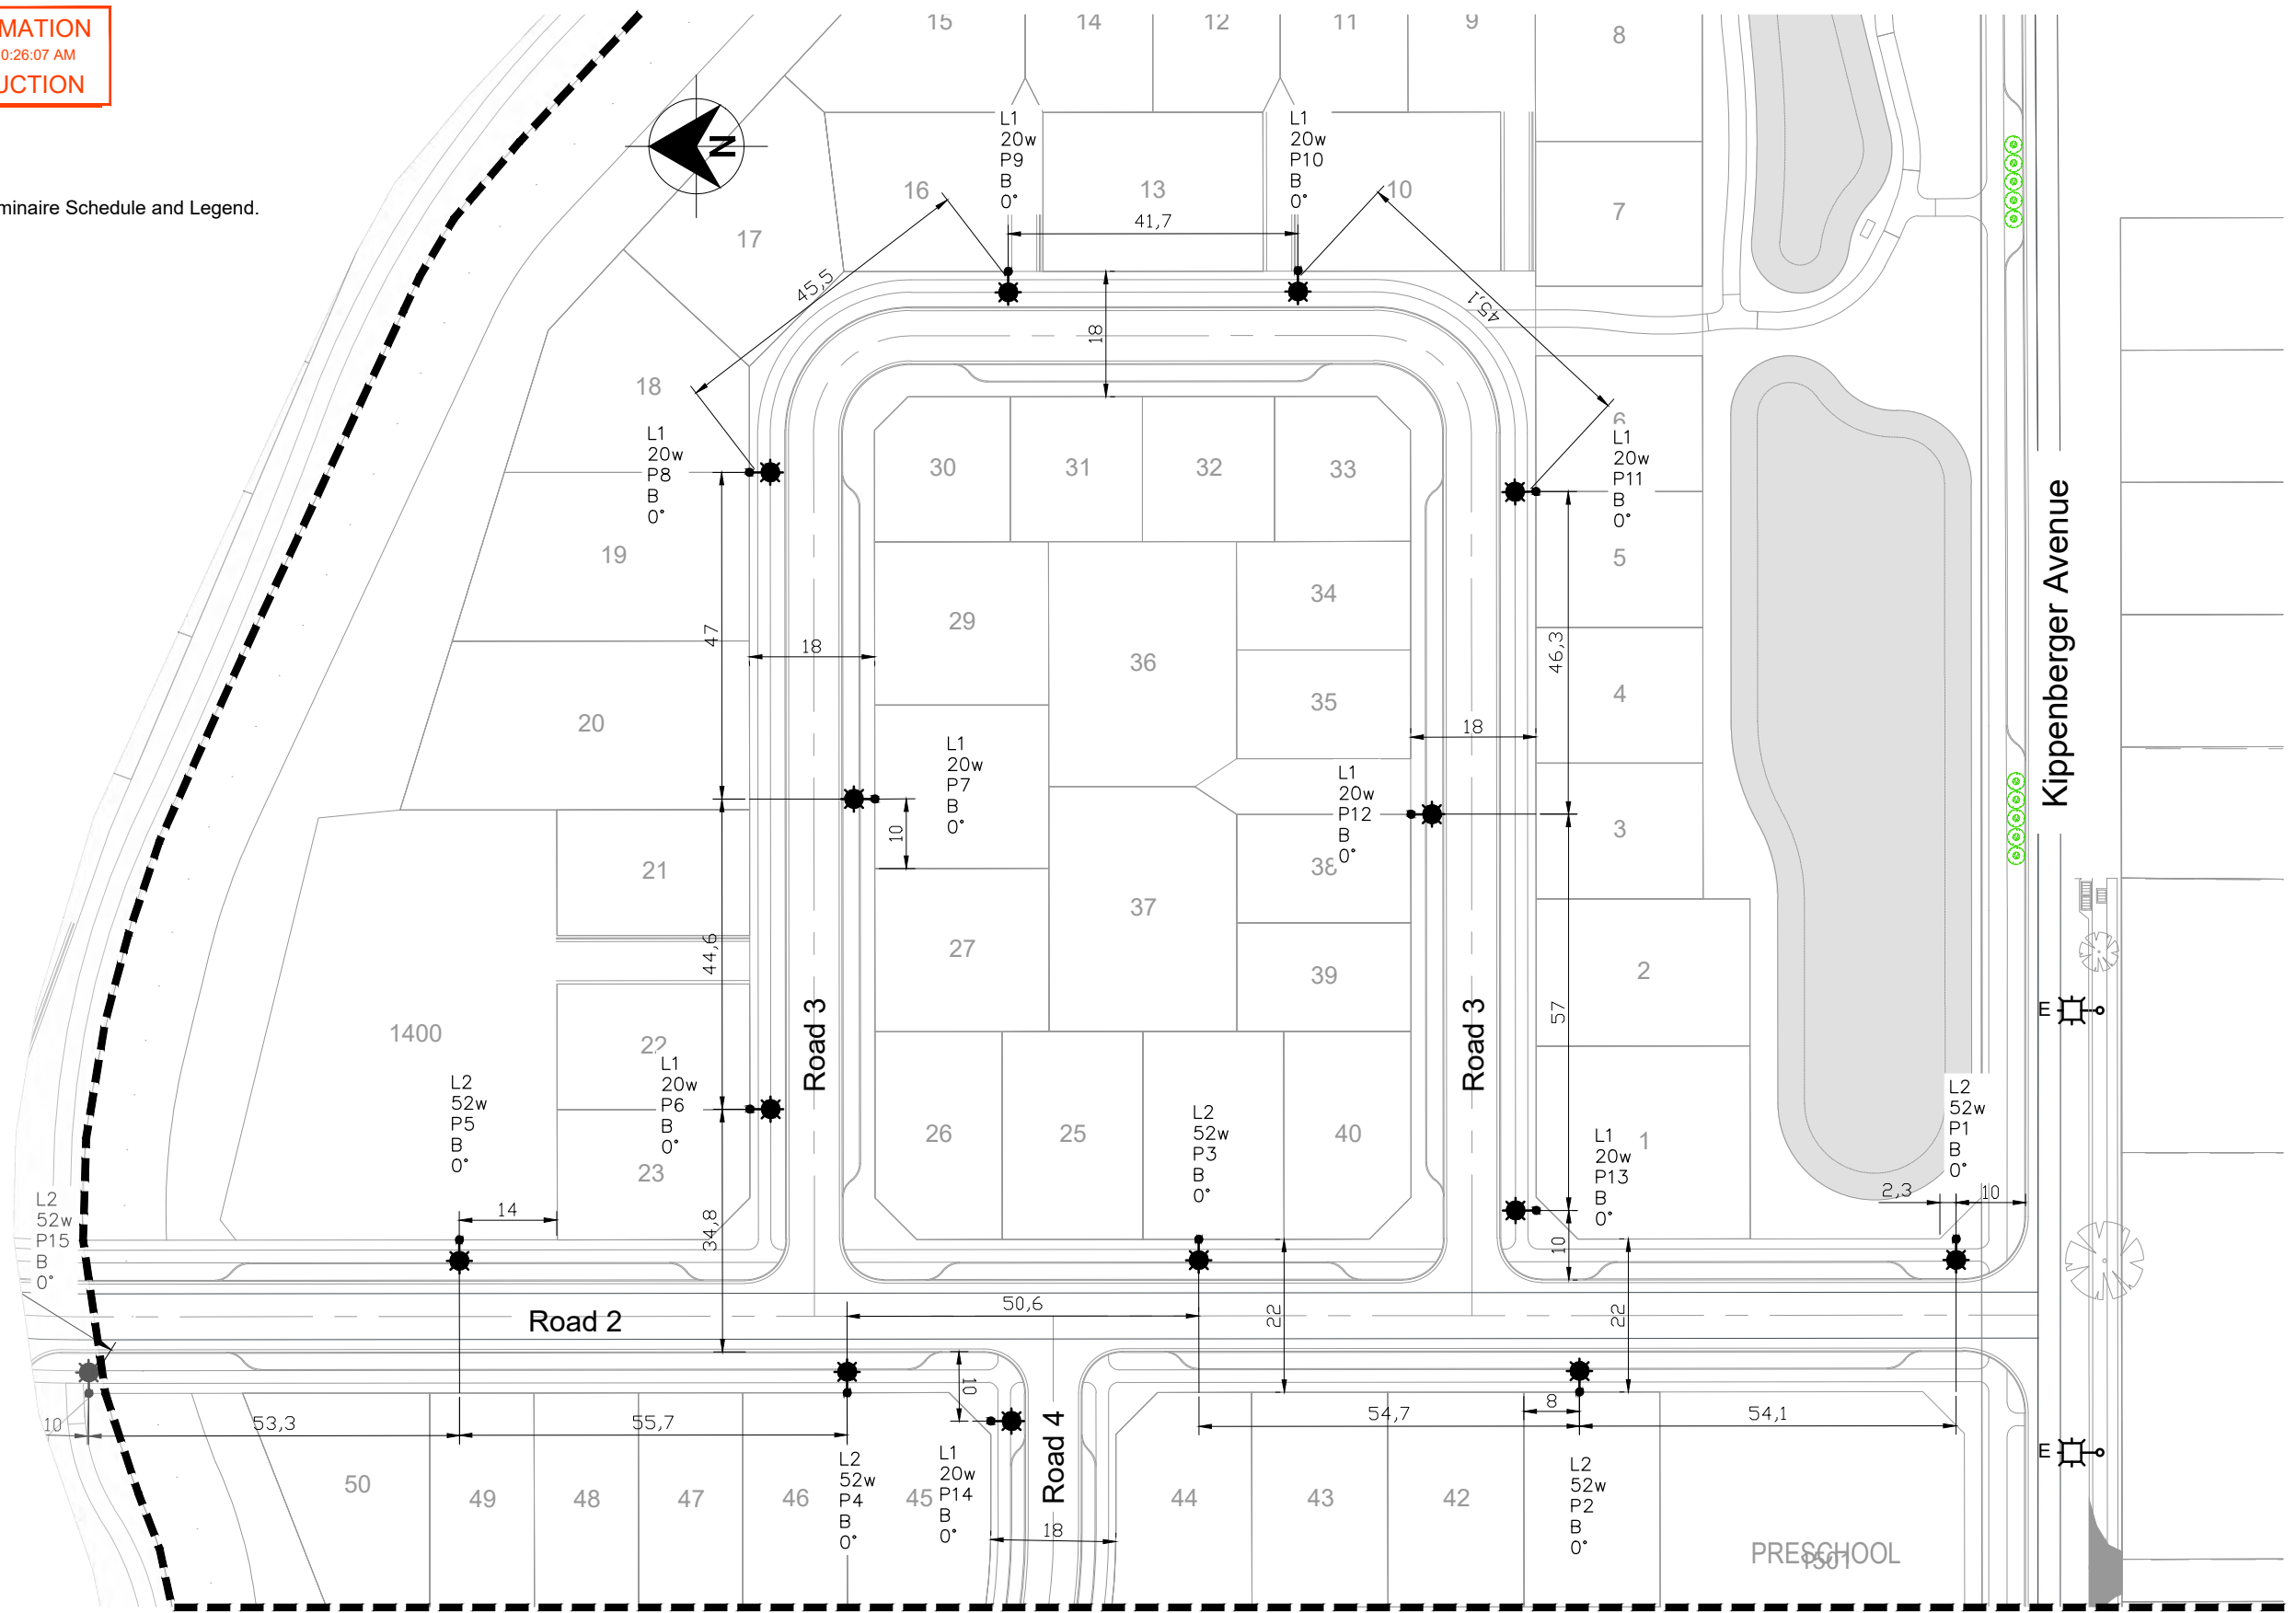 MATION
0:26:07 AM
UCTION
minaire Schedule and Legend.
N
15
14
12
11
9
8
L1
20w
P9
B
0°
L1
20w
P10
B
0°
16
13
10
7
17
41,7
45,5
45,1
18
18
6
L1
20w
P8
B
0°
L1
20w
P11
B
0°
30
31
32
33
19
5
29
34
47
18
46,3
36
4
20
35
18
Kippenberger Avenue
L1
20w
P7
B
0°
10
L1
20w
P12
B
0°
3
21
38
37
44,6
27
39
2
Road 3
Road 3
57
E
1400
22
L1
20w
P6
B
0°
L2
52w
P5
B
0°
23
26
25
L2
52w
P3
B
0°
40
L1
20w
P13
B
0°
1
L2
52w
P1
B
0°
2,3
10
L2
52w
P15
B
0°
14
34,8
10
Road 2
50,6
22
22
10
53,3
55,7
10
54,7
8
54,1
Road 4
E
50
49
48
47
46
L2
52w
P4
B
0°
45
L1
20w
P14
B
0°
18
44
43
42
L2
52w
P2
B
0°
PRESCHOOL
1501